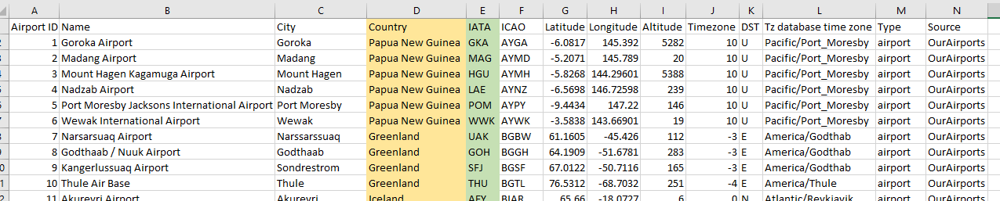 A B C D E F G H I J K L M N
Airport ID Name City Country IATA ICAO Latitude Longitude Altitude Timezone DST Tz database time zone Type Source
1 Goroka Airport Goroka Papua New Guinea GKA AYGA -6.0817 145.392 5282 10 U Pacific/Port_Moresby airport OurAirports
2 Madang Airport Madang Papua New Guinea MAG AYMD -5.2071 145.789 20 10 U Pacific/Port_Moresby airport OurAirports
3 Mount Hagen Kagamuga Airport Mount Hagen Papua New Guinea HGU AYMH -5.8268 144.29601 5388 10 U Pacific/Port_Moresby airport OurAirports
4 Nadzab Airport Nadzab Papua New Guinea LAE AYNZ -6.5698 146.72598 239 10 U Pacific/Port_Moresby airport OurAirports
5 Port Moresby Jacksons International Airport Port Moresby Papua New Guinea POM AYPY -9.4434 147.22 146 10 U Pacific/Port_Moresby airport OurAirports
6 Wewak International Airport Wewak Papua New Guinea WWK AYWK -3.5838 143.66901 19 10 U Pacific/Port_Moresby airport OurAirports
7 Narsarsuaq Airport Narssarssuaq Greenland UAK BGBW 61.1605 -45.426 112 -3 E America/Godthab airport OurAirports
8 Godthaab / Nuuk Airport Godthaab Greenland GOH BGGH 64.1909 -51.6781 283 -3 E America/Godthab airport OurAirports
9 Kangerlussuaq Airport Sondrestrom Greenland SFJ BGSF 67.0122 -50.7116 165 -3 E America/Godthab airport OurAirports
10 Thule Air Base Thule Greenland THU BGTL 76.5312 -68.7032 251 -4 E America/Thule airport OurAirports
11 Akureyri Airport Akureyri Iceland AEY BIAR 65.66 -18.0727 6 0 N Atlantic/Reykjavik airport OurAirports